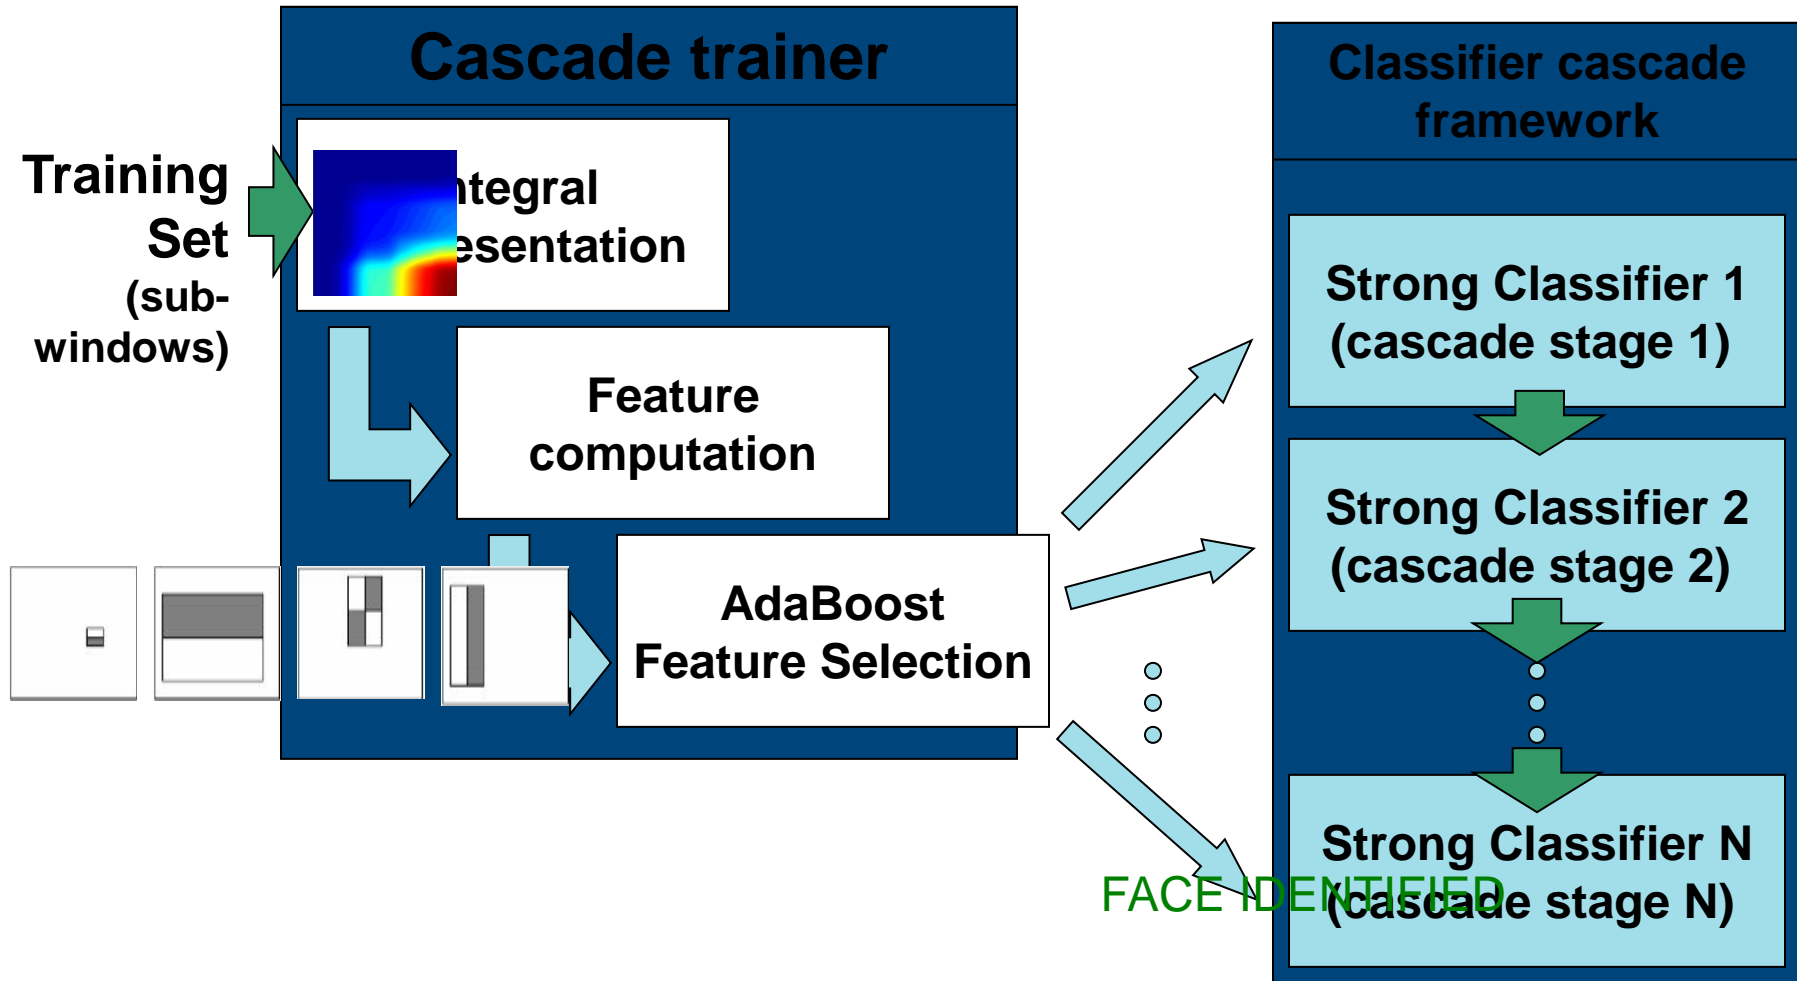 Cascade trainer
Training
Set
(sub-
windows)
ntegral
esentation
Feature
computation
AdaBoost
Feature Selection
Classifier cascade
framework
Strong Classifier 1
(cascade stage 1)
Strong Classifier 2
(cascade stage 2)
Strong Classifier N
(cascade stage N)
FACE IDENTIFIED